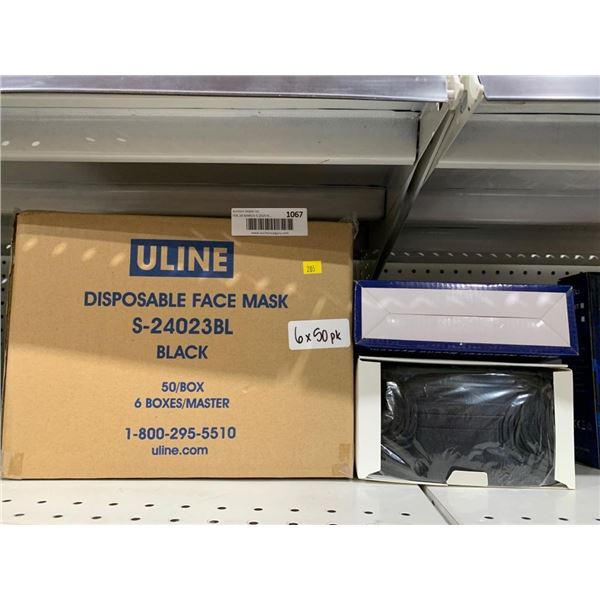 1067
ULINE
281
DISPOSABLE FACE MASK
S-24023BL
BLACK
6 x 50 pk
50/BOX
6 BOXES/MASTER
1-800-295-5510
uline.com